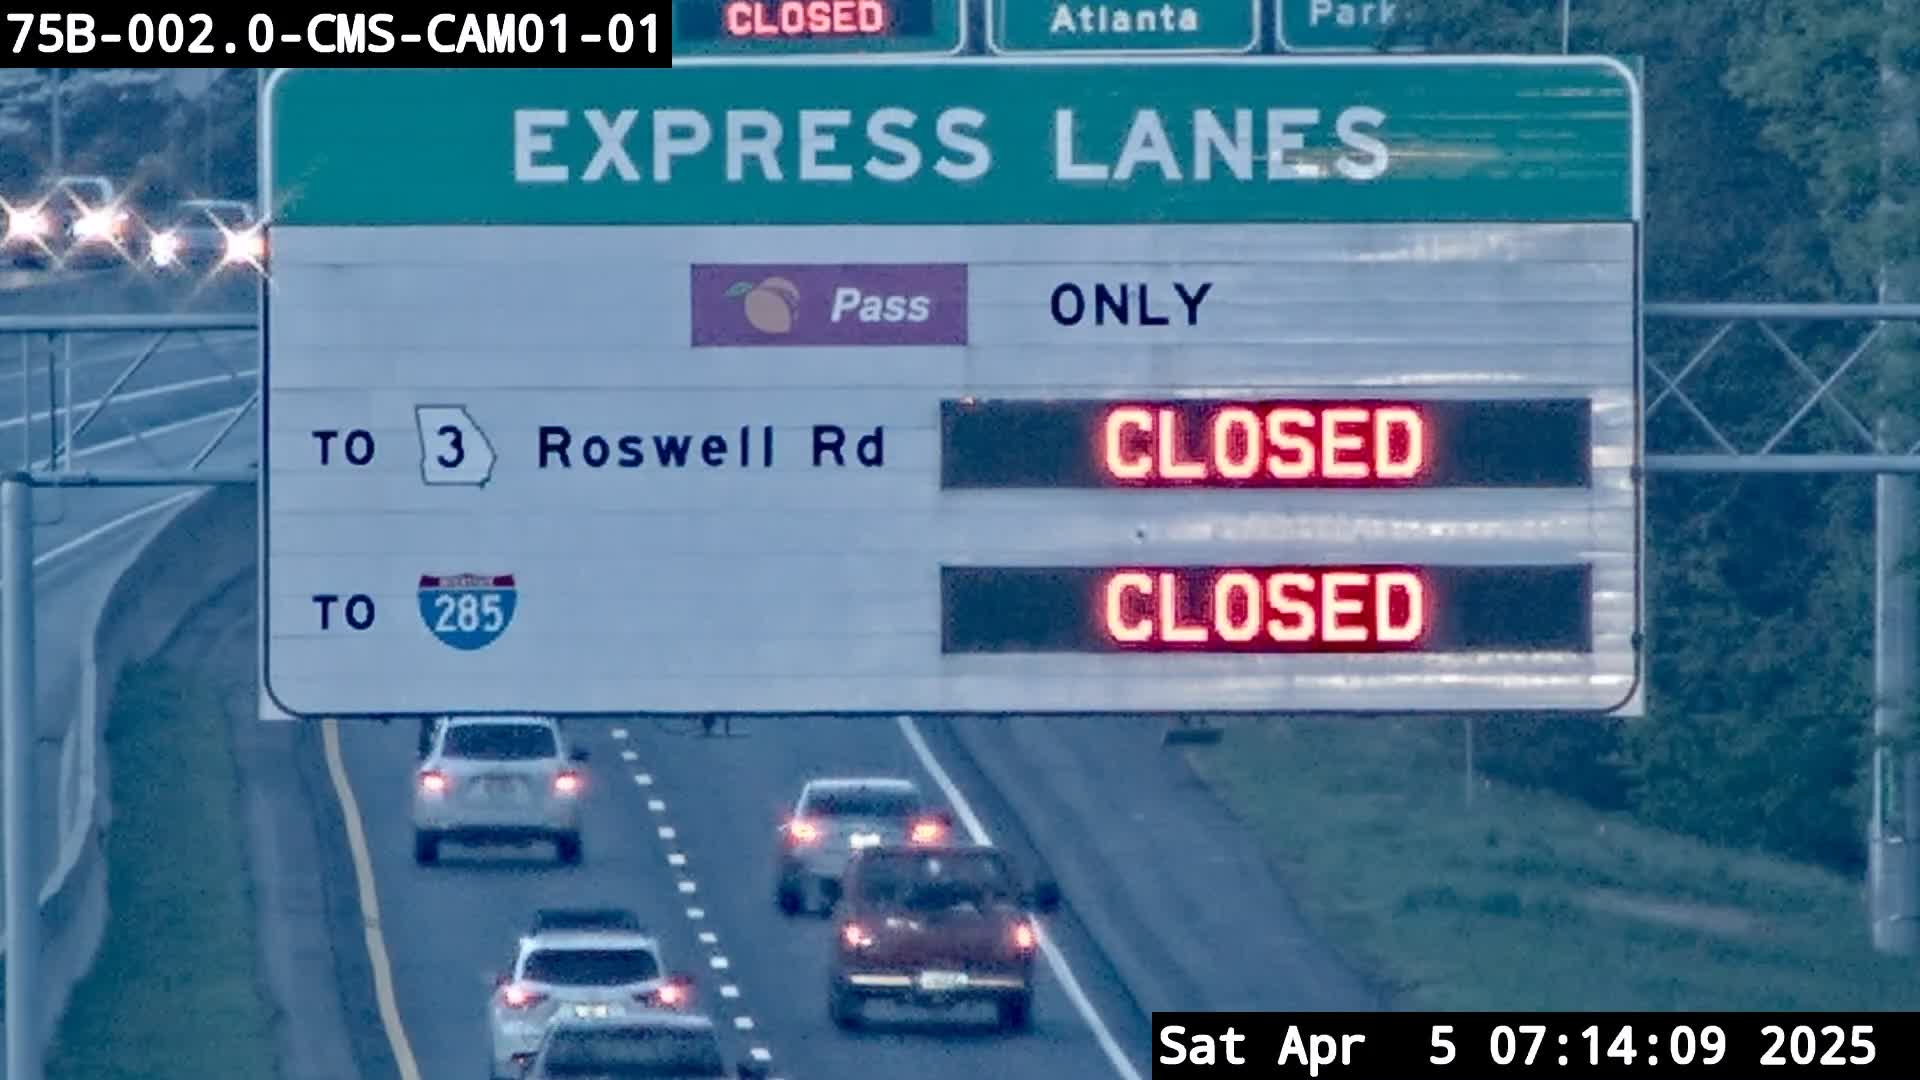 75B-002.0-CMS-CAM01-01
CLOSED
Atlanta
Park
EXPRESS LANES
Pass ONLY
TO 3 Roswell Rd CLOSED
TO 285 CLOSED
Sat Apr 5 07:14:09 2025